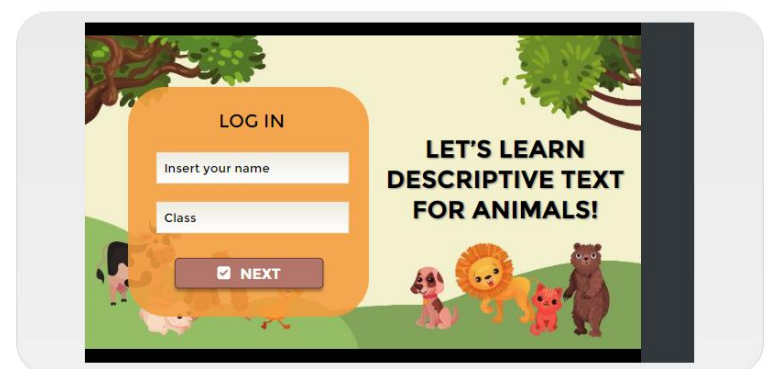 LOG IN
Insert your name
Class
NEXT
LET'S LEARN
DESCRIPTIVE TEXT
FOR ANIMALS!